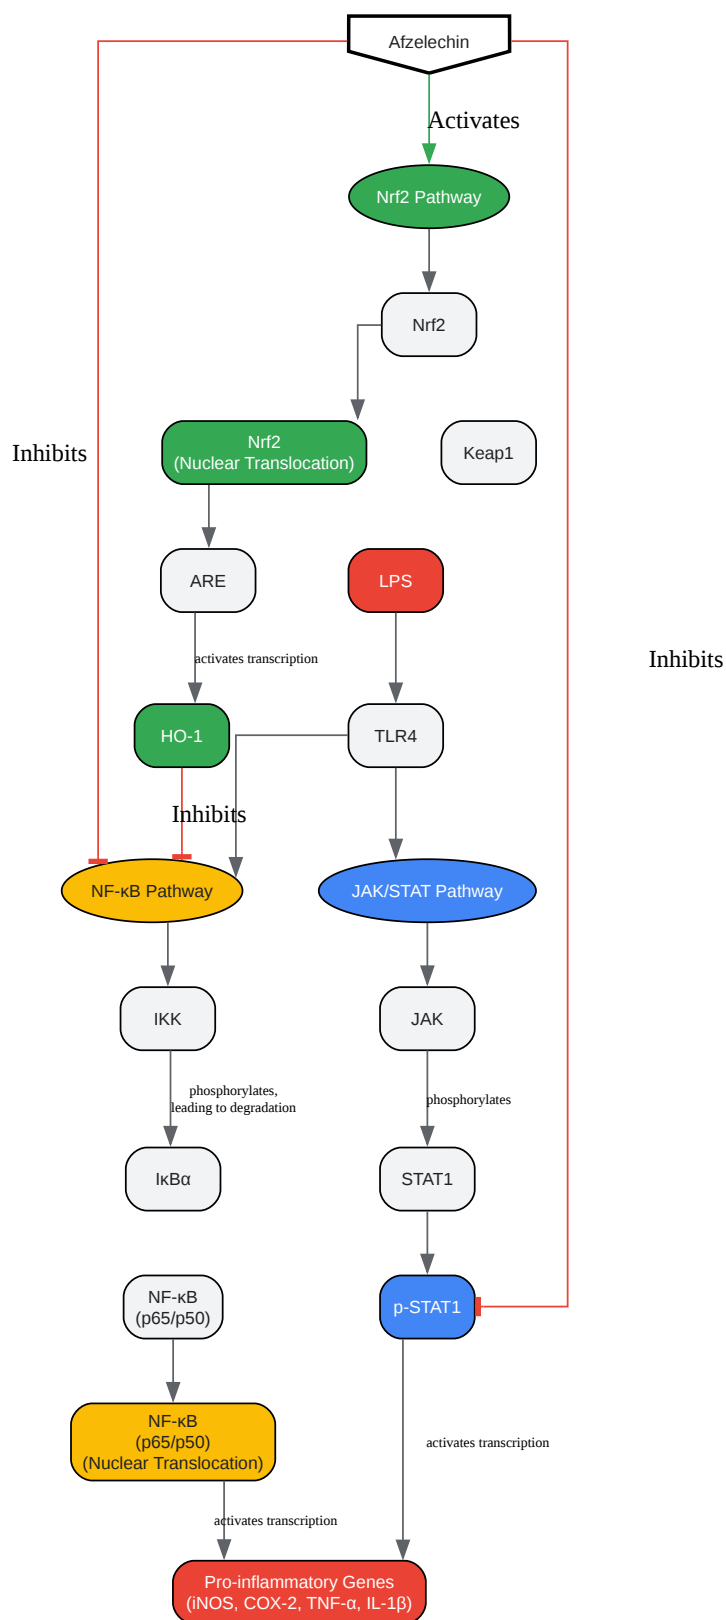 Afzelechin
Activates
Nrf2 Pathway
Nrf2
Inhibits
Nrf2
(Nuclear Translocation)
Keap1
ARE
LPS
activates transcription
Inhibits
HO-1
TLR4
Inhibits
NF-κB Pathway
JAK/STAT Pathway
IKK
JAK
phosphorylates,
leading to degradation
phosphorylates
IκBα
STAT1
NF-κB
(p65/p50)
p-STAT1
NF-κB
(p65/p50)
(Nuclear Translocation)
activates transcription
activates transcription
Pro-inflammatory Genes
(iNOS, COX-2, TNF-α, IL-1β)